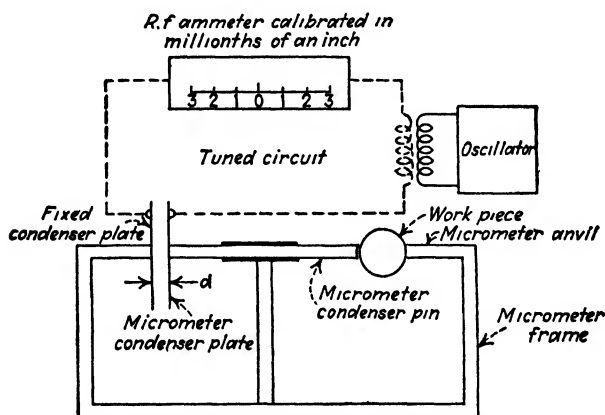 R.f ammeter calibrated in
millionths of an inch
3 2 1 0 1 2 3
Tuned circuit
Oscillator
Fixed
condenser plate
Work piece
Micrometer anvil
d
Micrometer
condenser plate
Micrometer
condenser pin
Micrometer
frame